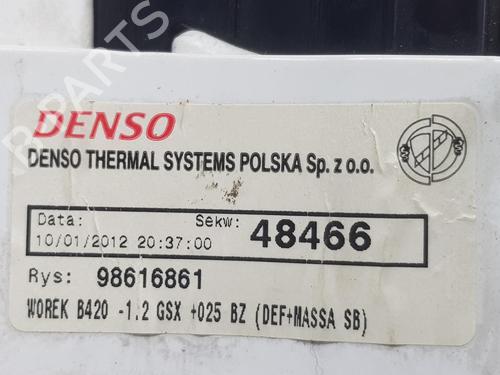 DENSO
DENSO THERMAL SYSTEMS POLSKA Sp. z o.o.
Data: Sekw: 48466
10/01/2012 20:37:00
Rys: 98616861
WOREK B420 -1.2 GSX +025 BZ (DEF+MASSA SB)
B-PARTS